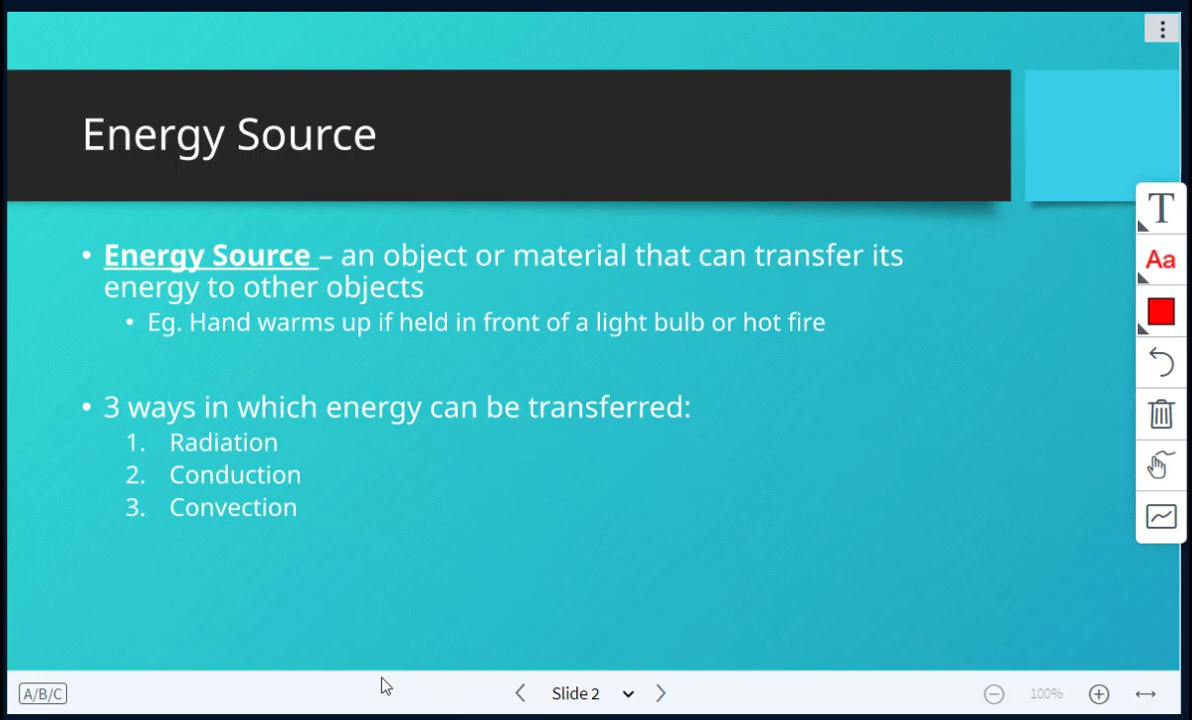 Energy Source
• Energy Source – an object or material that can transfer its
energy to other objects
• Eg. Hand warms up if held in front of a light bulb or hot fire
• 3 ways in which energy can be transferred:
1. Radiation
2. Conduction
3. Convection
T
Aa
A/B/C
Slide 2
100%